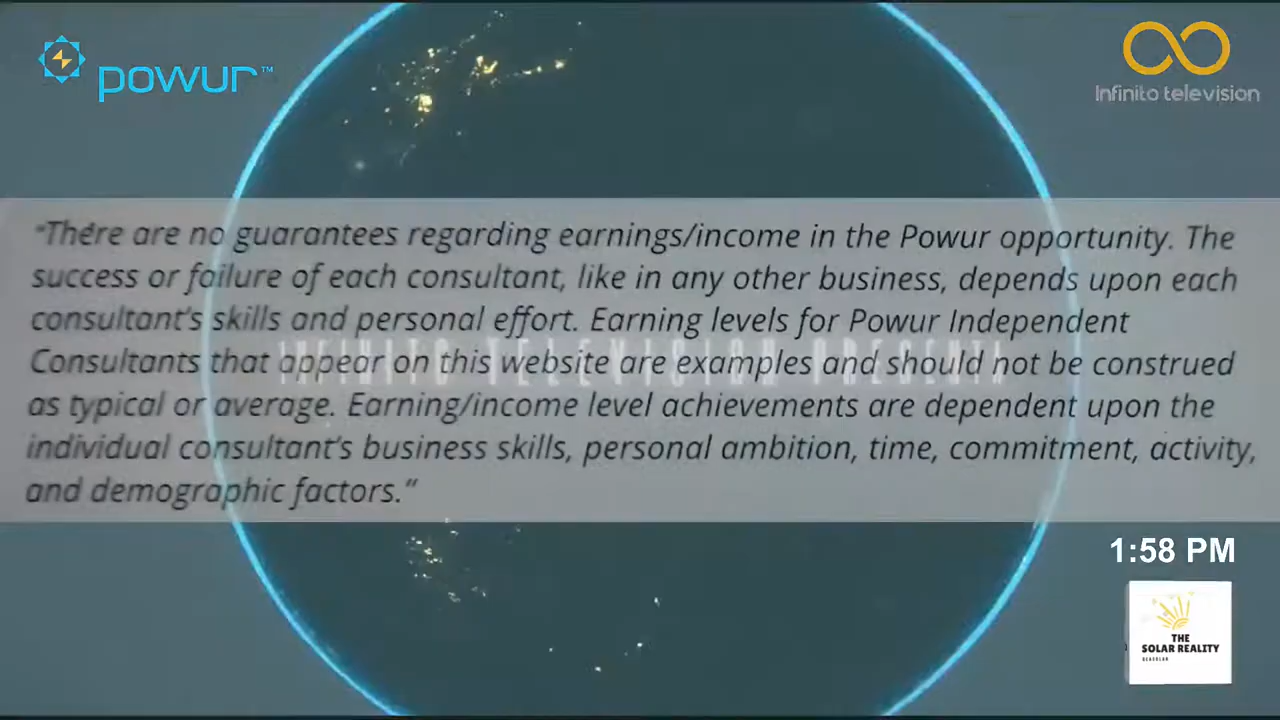 powur™
Infinito television
"There are no guarantees regarding earnings/income in the Powur opportunity. The
success or failure of each consultant, like in any other business, depends upon each
consultant's skills and personal effort. Earning levels for Powur Independent
Consultants that appear on this website are examples and should not be construed
as typical or average. Earning/income level achievements are dependent upon the
individual consultant's business skills, personal ambition, time, commitment, activity,
and demographic factors."
INFINITO TELEVISION PRESENTA
1:58 PM
THE
SOLAR REALITY